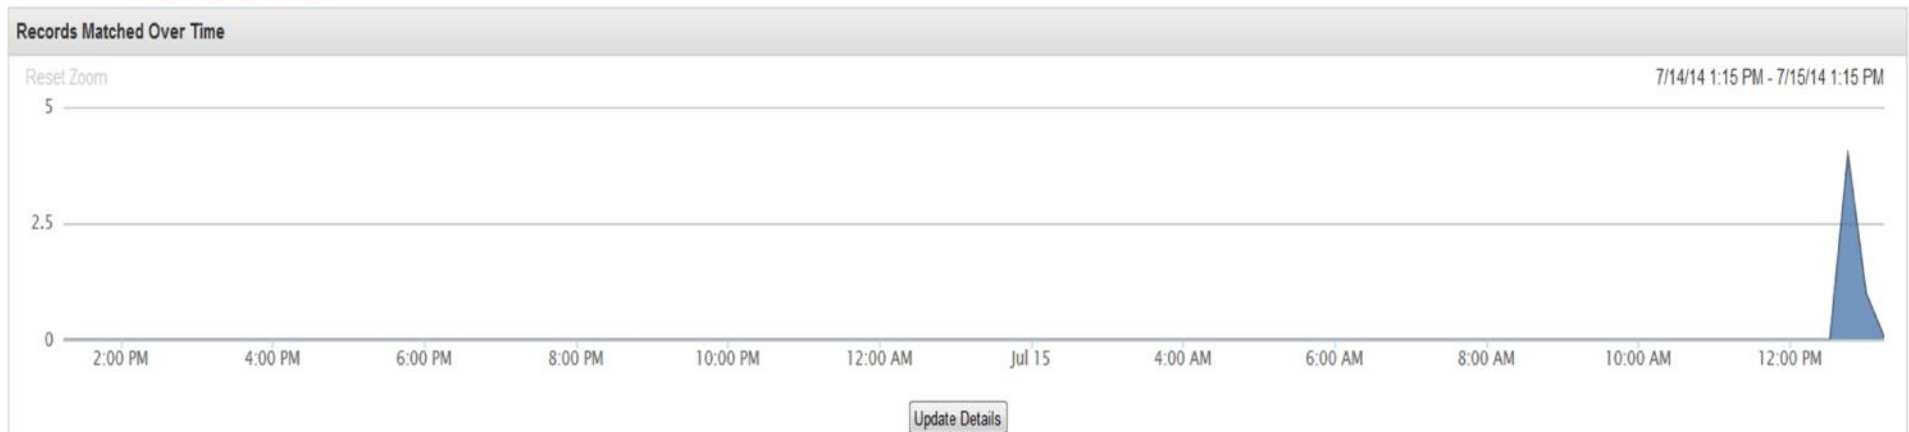 Records Matched Over Time
Reset Zoom 7/14/14 1:15 PM - 7/15/14 1:15 PM
5
2.5
0
2:00 PM 4:00 PM 6:00 PM 8:00 PM 10:00 PM 12:00 AM Jul 15 4:00 AM 6:00 AM 8:00 AM 10:00 AM 12:00 PM
Update Details